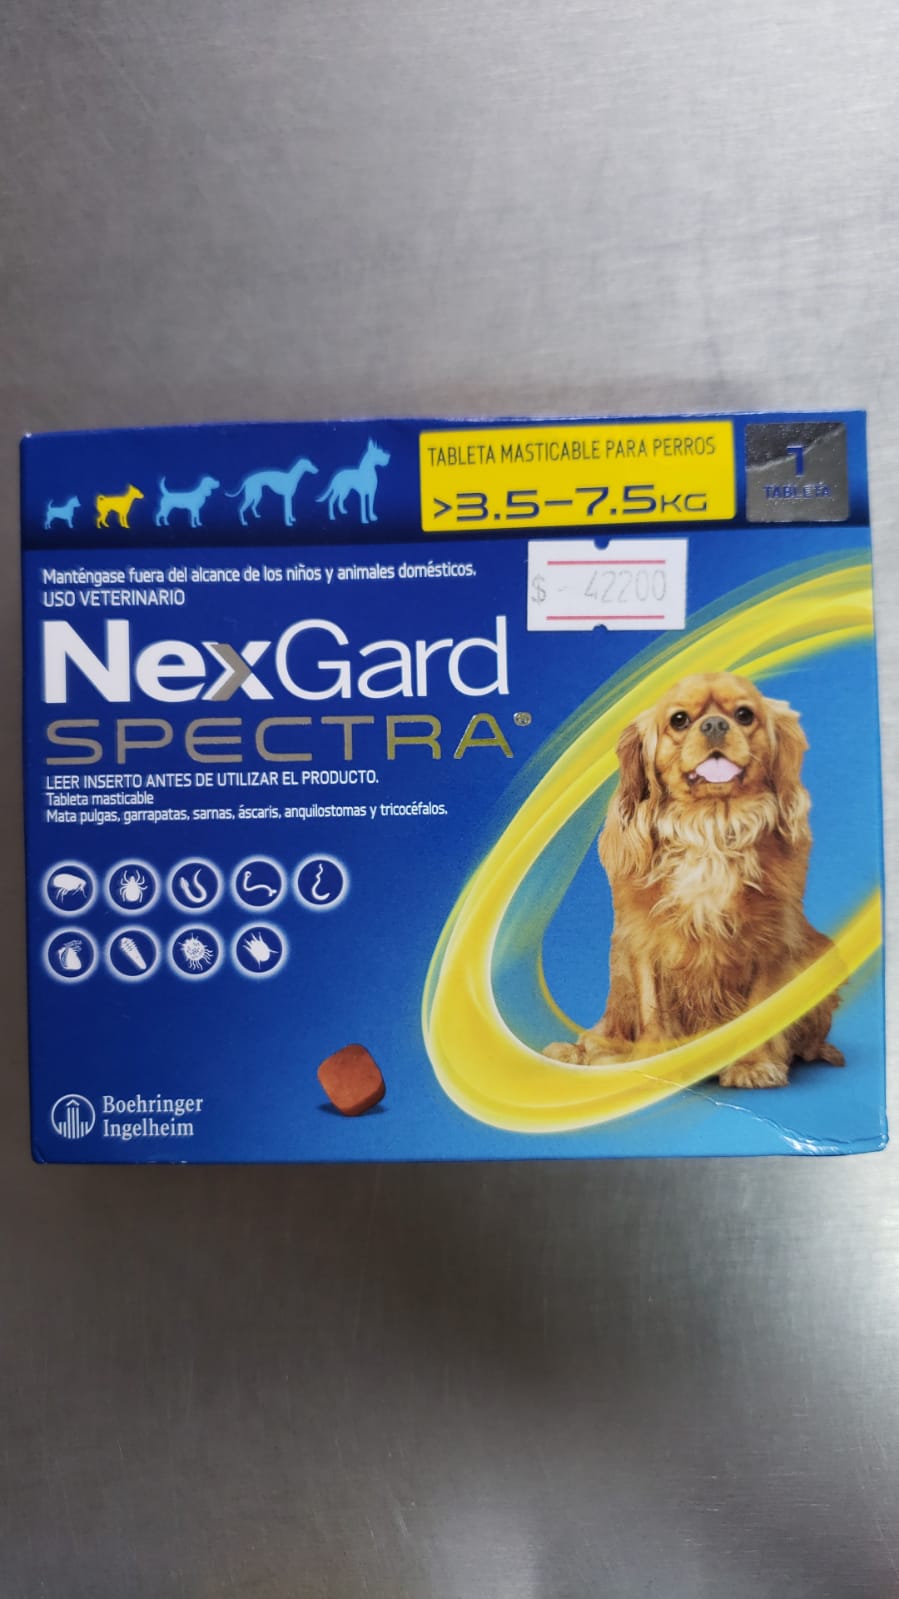 TABLETA MASTICABLE PARA PERROS
>3.5–7.5KG
1
TABLETA
Manténgase fuera del alcance de los niños y animales domésticos.
USO VETERINARIO
$ - 42200
NexGard
SPECTRA®
LEER INSERTO ANTES DE UTILIZAR EL PRODUCTO.
Tableta masticable
Mata pulgas, garrapatas, sarnas, áscaris, anquilostomas y tricocéfalos.
Boehringer
Ingelheim